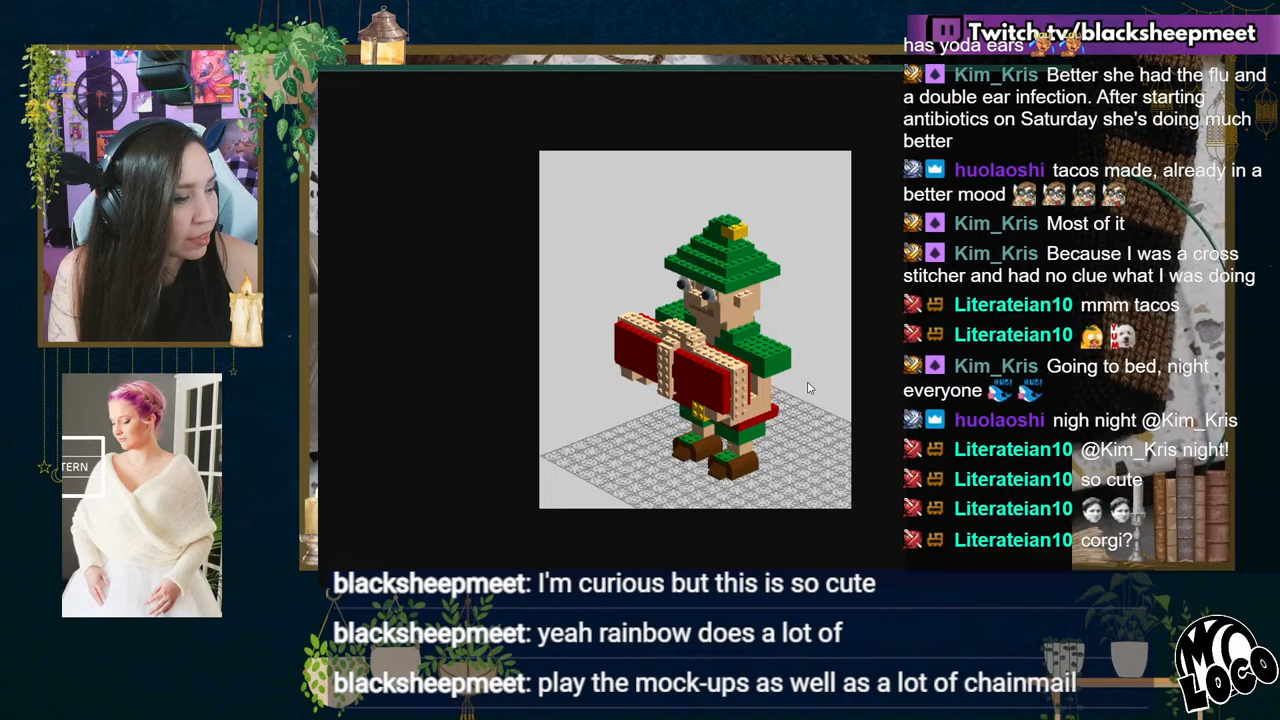 Twitch.tv/blacksheepmeet
has yoda ears
Kim_Kris Better she had the flu and
a double ear infection. After starting
antibiotics on Saturday she's doing much
better
huolaoshi tacos made, already in a
better mood
Kim_Kris Most of it
Kim_Kris Because I was a cross
stitcher and had no clue what I was doing
Literateian10 mmm tacos
Literateian10
Kim_Kris Going to bed, night
everyone
huolaoshi nigh night @Kim_Kris
Literateian10 @Kim_Kris night!
Literateian10 so cute
Literateian10
Literateian10 corgi?
TERN
blacksheepmeet: I'm curious but this is so cute
blacksheepmeet: yeah rainbow does a lot of
blacksheepmeet: play the mock-ups as well as a lot of chainmail
MC
LOCO